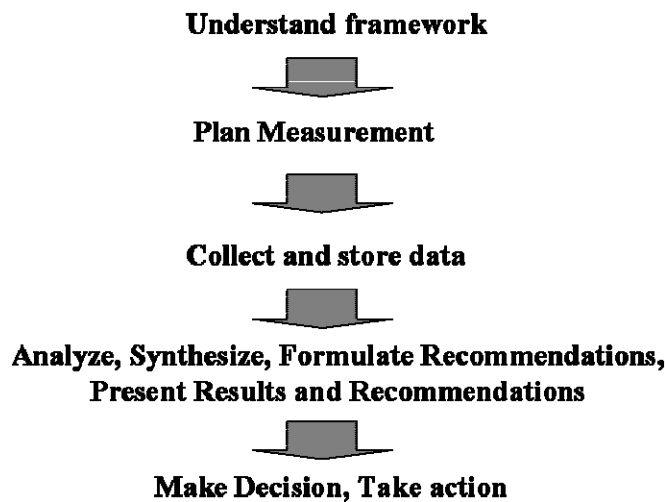 Understand framework
Plan Measurement
Collect and store data
Analyze, Synthesize, Formulate Recommendations,
Present Results and Recommendations
Make Decision, Take action